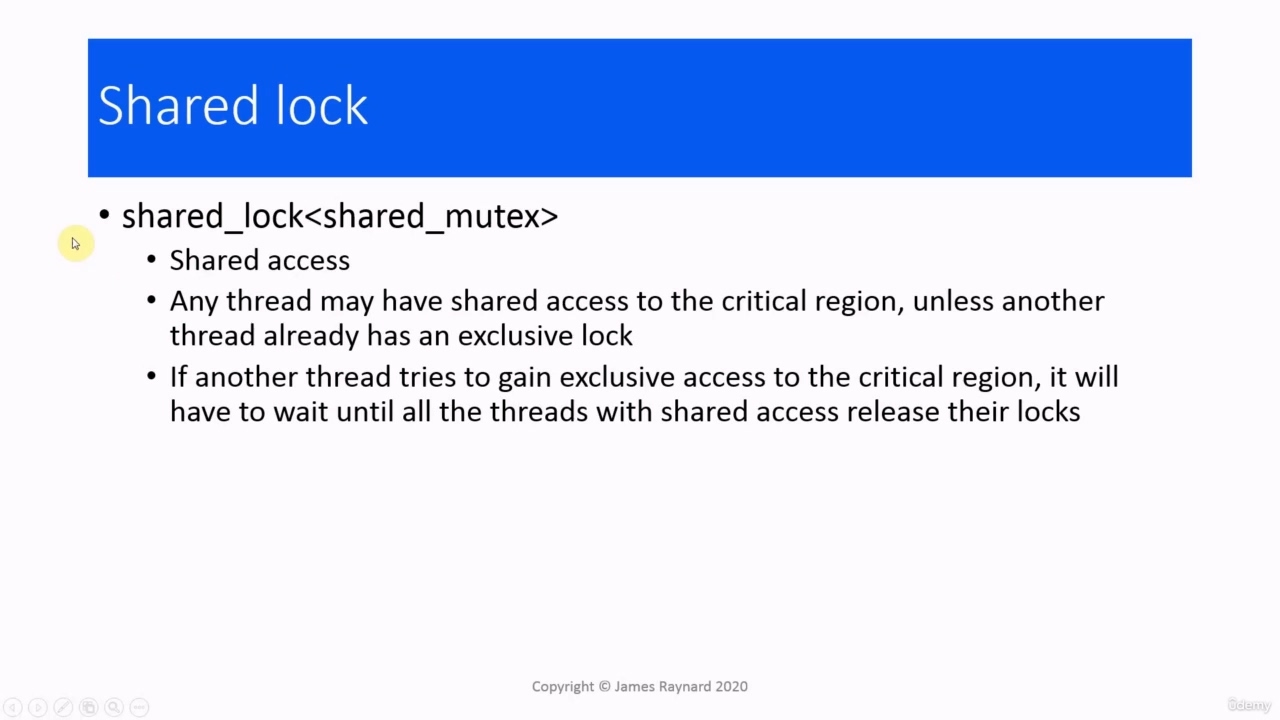 Shared lock
• shared_lock<shared_mutex>
• Shared access
• Any thread may have shared access to the critical region, unless another
thread already has an exclusive lock
• If another thread tries to gain exclusive access to the critical region, it will
have to wait until all the threads with shared access release their locks
Copyright © James Raynard 2020
ûdemy